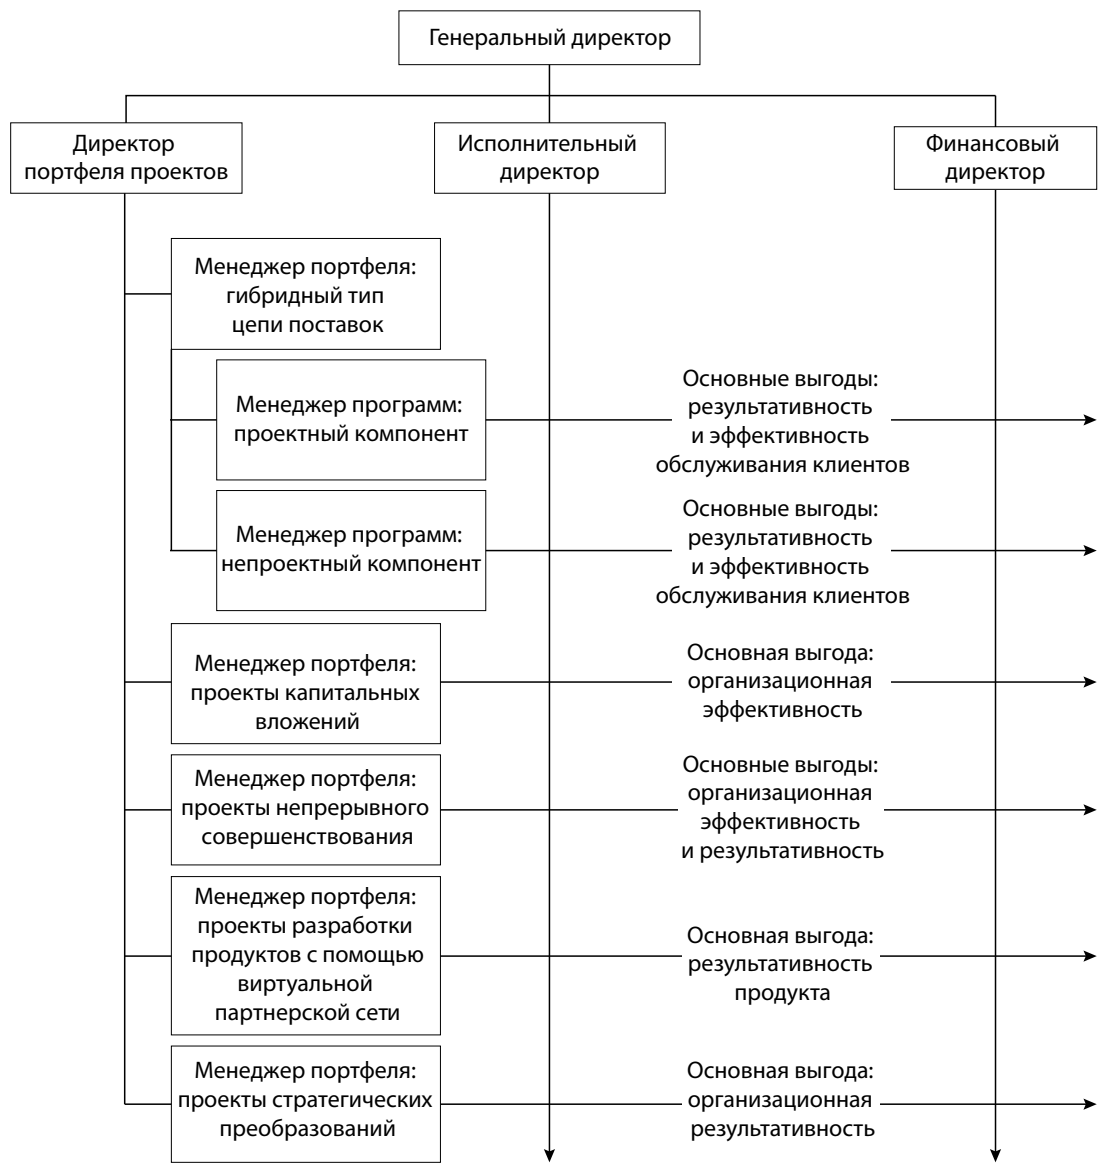 Генеральный директор
Директор
портфеля проектов
Исполнительный
директор
Финансовый
директор
Менеджер портфеля:
гибридный тип
цепи поставок
Менеджер программ:
проектный компонент
Основные выгоды:
результативность
и эффективность
обслуживания клиентов
Менеджер программ:
непроектный компонент
Основные выгоды:
результативность
и эффективность
обслуживания клиентов
Менеджер портфеля:
проекты капитальных
вложений
Основная выгода:
организационная
эффективность
Менеджер портфеля:
проекты непрерывного
совершенствования
Основные выгоды:
организационная
эффективность
и результативность
Менеджер портфеля:
проекты разработки
продуктов с помощью
виртуальной
партнерской сети
Основная выгода:
результативность
продукта
Менеджер портфеля:
проекты стратегических
преобразований
Основная выгода:
организационная
результативность